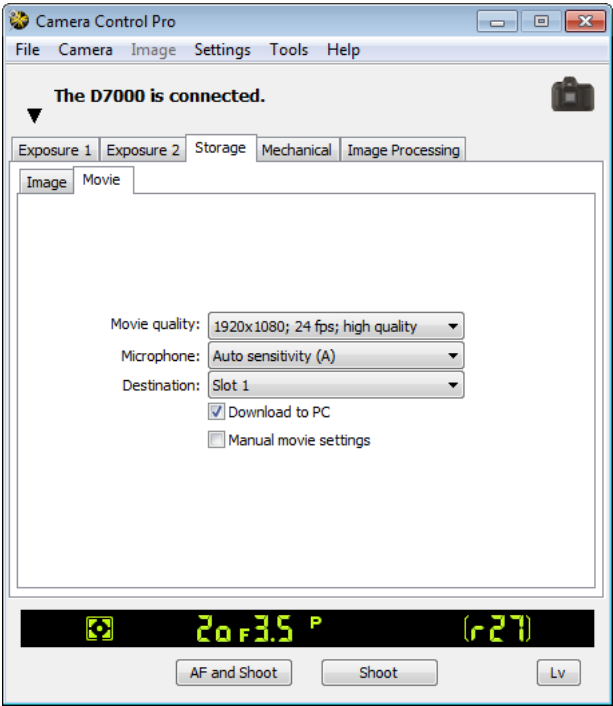 Camera Control Pro
File Camera Image Settings Tools Help
The D7000 is connected.
Exposure 1 Exposure 2 Storage Mechanical Image Processing
Image Movie
Movie quality: 1920x1080; 24 fps; high quality
Microphone: Auto sensitivity (A)
Destination: Slot 1
Download to PC
Manual movie settings
20 F3.5 P (r27)
AF and Shoot Shoot Lv